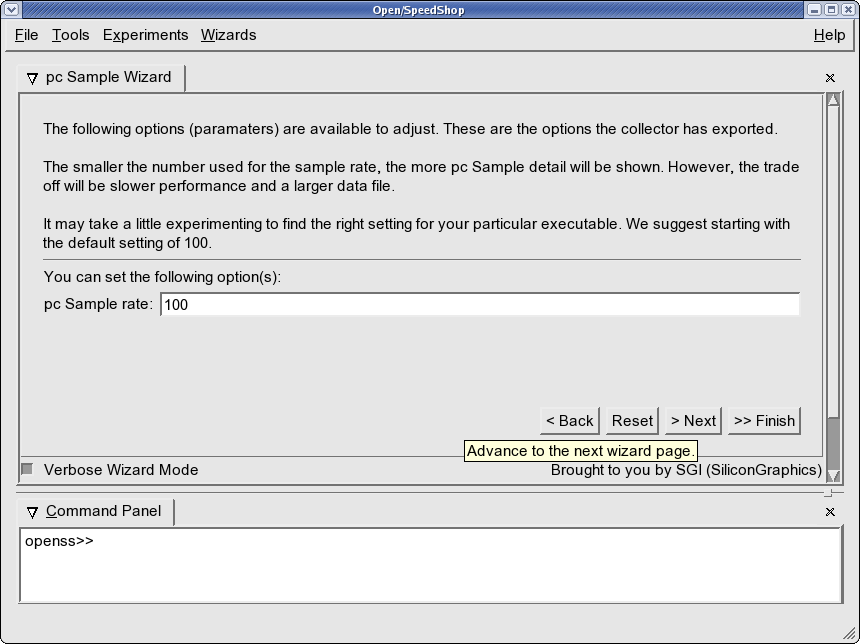 Open/SpeedShop
File Tools Experiments Wizards Help
pc Sample Wizard
The following options (paramaters) are available to adjust. These are the options the collector has exported.
The smaller the number used for the sample rate, the more pc Sample detail will be shown. However, the trade
off will be slower performance and a larger data file.
It may take a little experimenting to find the right setting for your particular executable. We suggest starting with
the default setting of 100.
You can set the following option(s):
pc Sample rate: 100
< Back Reset > Next >> Finish
Advance to the next wizard page.
Verbose Wizard Mode Brought to you by SGI (SiliconGraphics)
Command Panel
openss>>